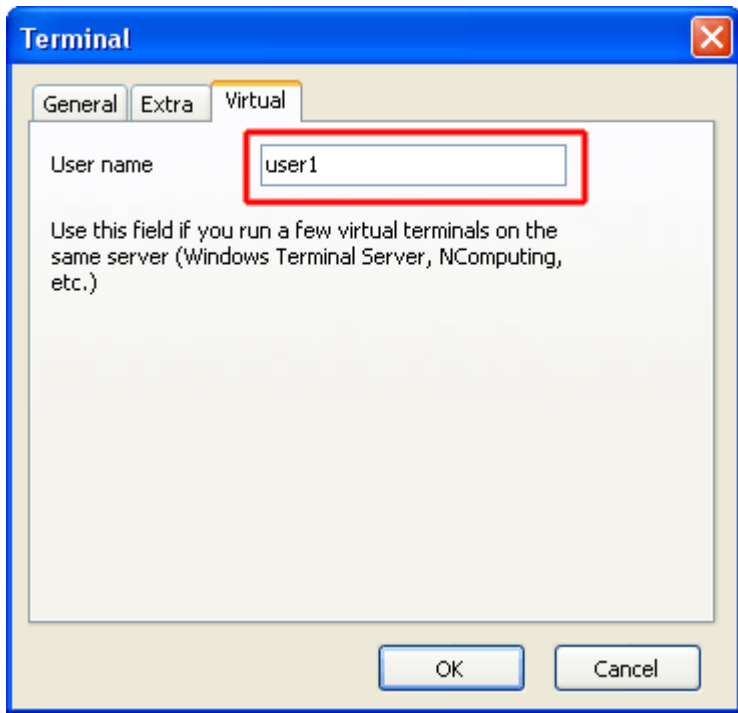 Terminal
General Extra Virtual
User name user1
Use this field if you run a few virtual terminals on the
same server (Windows Terminal Server, NComputing,
etc.)
OK Cancel